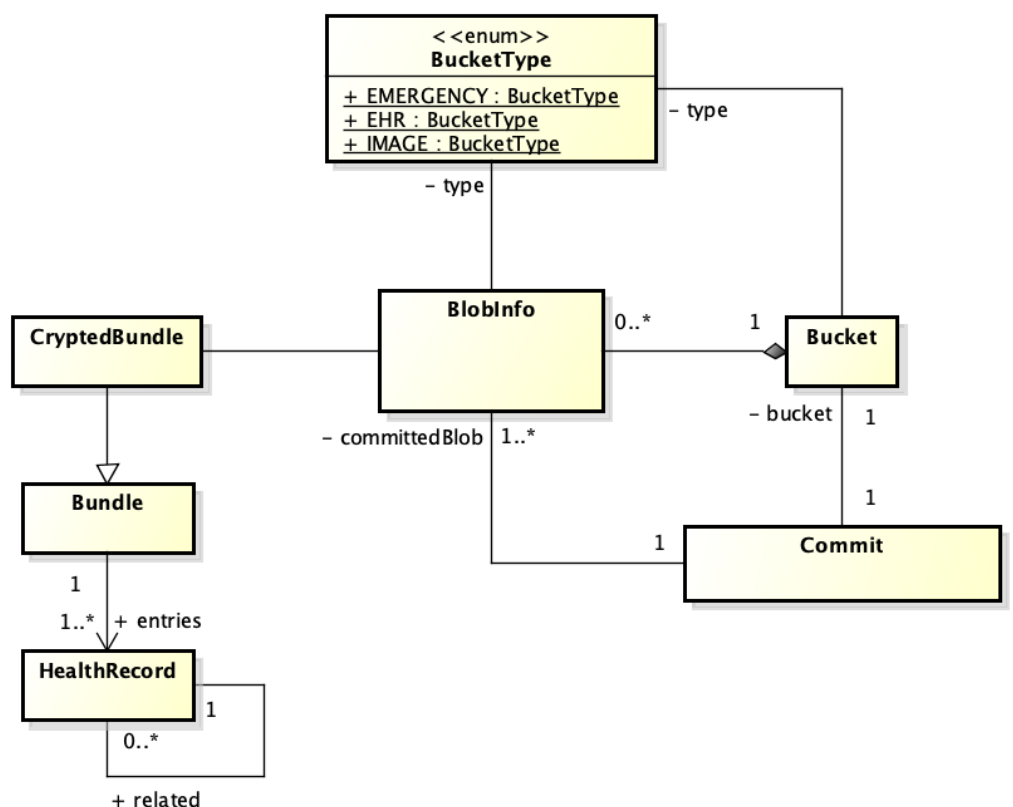 <<enum>>
BucketType
+ EMERGENCY : BucketType
+ EHR : BucketType
+ IMAGE : BucketType
– type
– type
BlobInfo
0..*
1
Bucket
CryptedBundle
– bucket
1
– committedBlob
1..*
1
1
Commit
Bundle
1
1..*
+ entries
HealthRecord
1
0..*
+ related